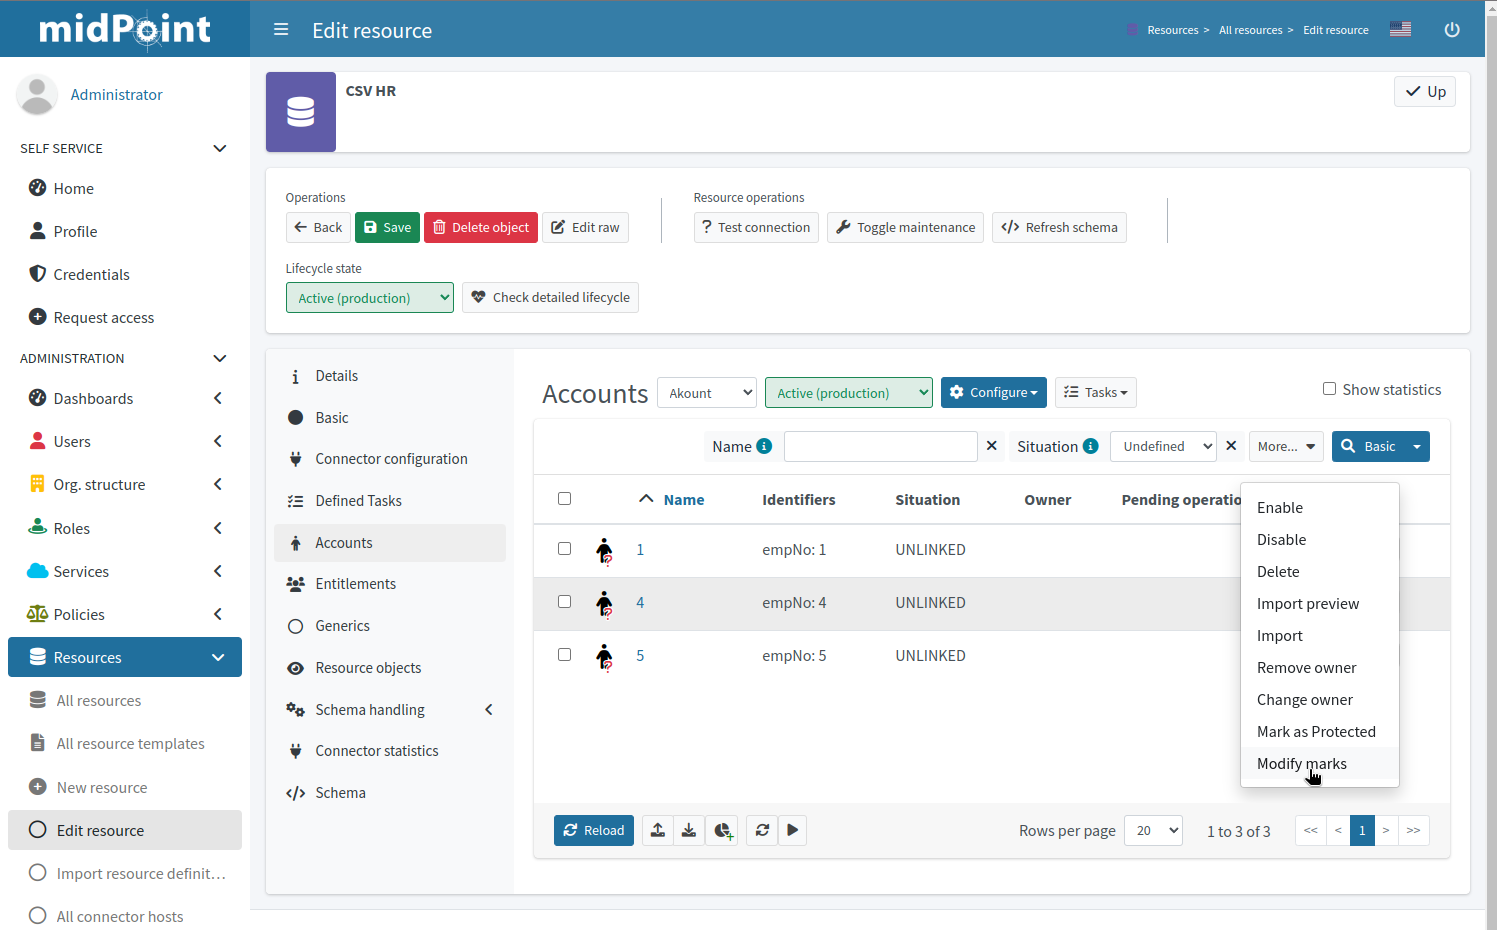 midPoint
Edit resource
Resources > All resources > Edit resource
Administrator
SELF SERVICE
Home
Profile
Credentials
Request access
ADMINISTRATION
Dashboards
Users
Org. structure
Roles
Services
Policies
Resources
All resources
All resource templates
New resource
Edit resource
Import resource definit...
All connector hosts
CSV HR
Up
Operations
Back Save Delete object Edit raw
Resource operations
? Test connection Toggle maintenance </> Refresh schema
Lifecycle state
Active (production) Check detailed lifecycle
Details
Basic
Connector configuration
Defined Tasks
Accounts
Entitlements
Generics
Resource objects
Schema handling
Connector statistics
</> Schema
Accounts Akount Active (production) Configure Tasks Show statistics
Name Undefined
Situation
More... Basic
Name Identifiers Situation Owner Pending operatio
1 empNo: 1 UNLINKED
4 empNo: 4 UNLINKED
5 empNo: 5 UNLINKED
Enable
Disable
Delete
Import preview
Import
Remove owner
Change owner
Mark as Protected
Modify marks
Reload Rows per page 20 1 to 3 of 3 << < 1 > >>